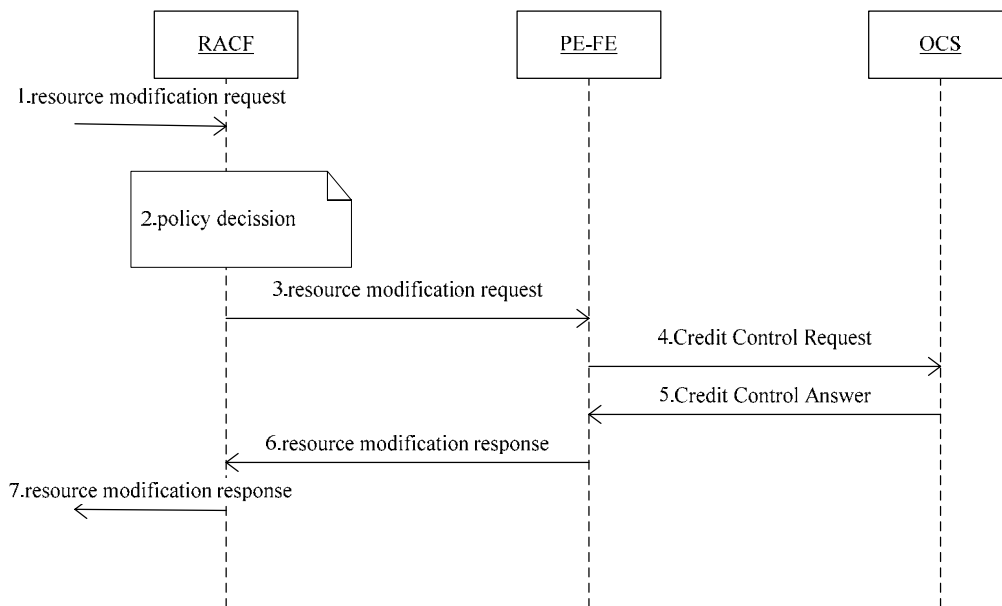 RACF
PE-FE
OCS
1.resource modification request
2.policy decission
3.resource modification request
4.Credit Control Request
5.Credit Control Answer
6.resource modification response
7.resource modification response